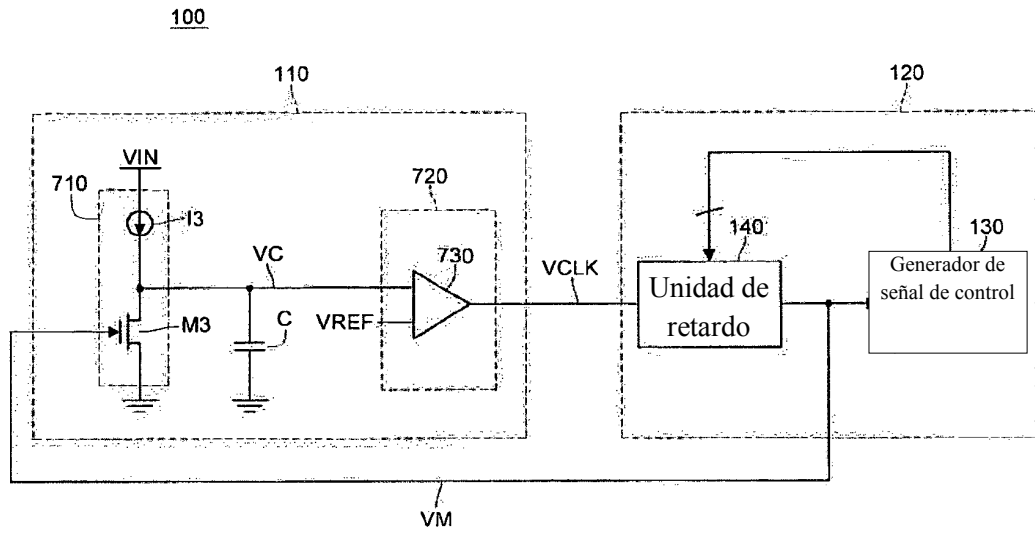 100
110
120
VIN
710
I3
720
VC
730
VCLK
140
130
Generador de
señal de control
Unidad de
retardo
M3
C
VREF
VM